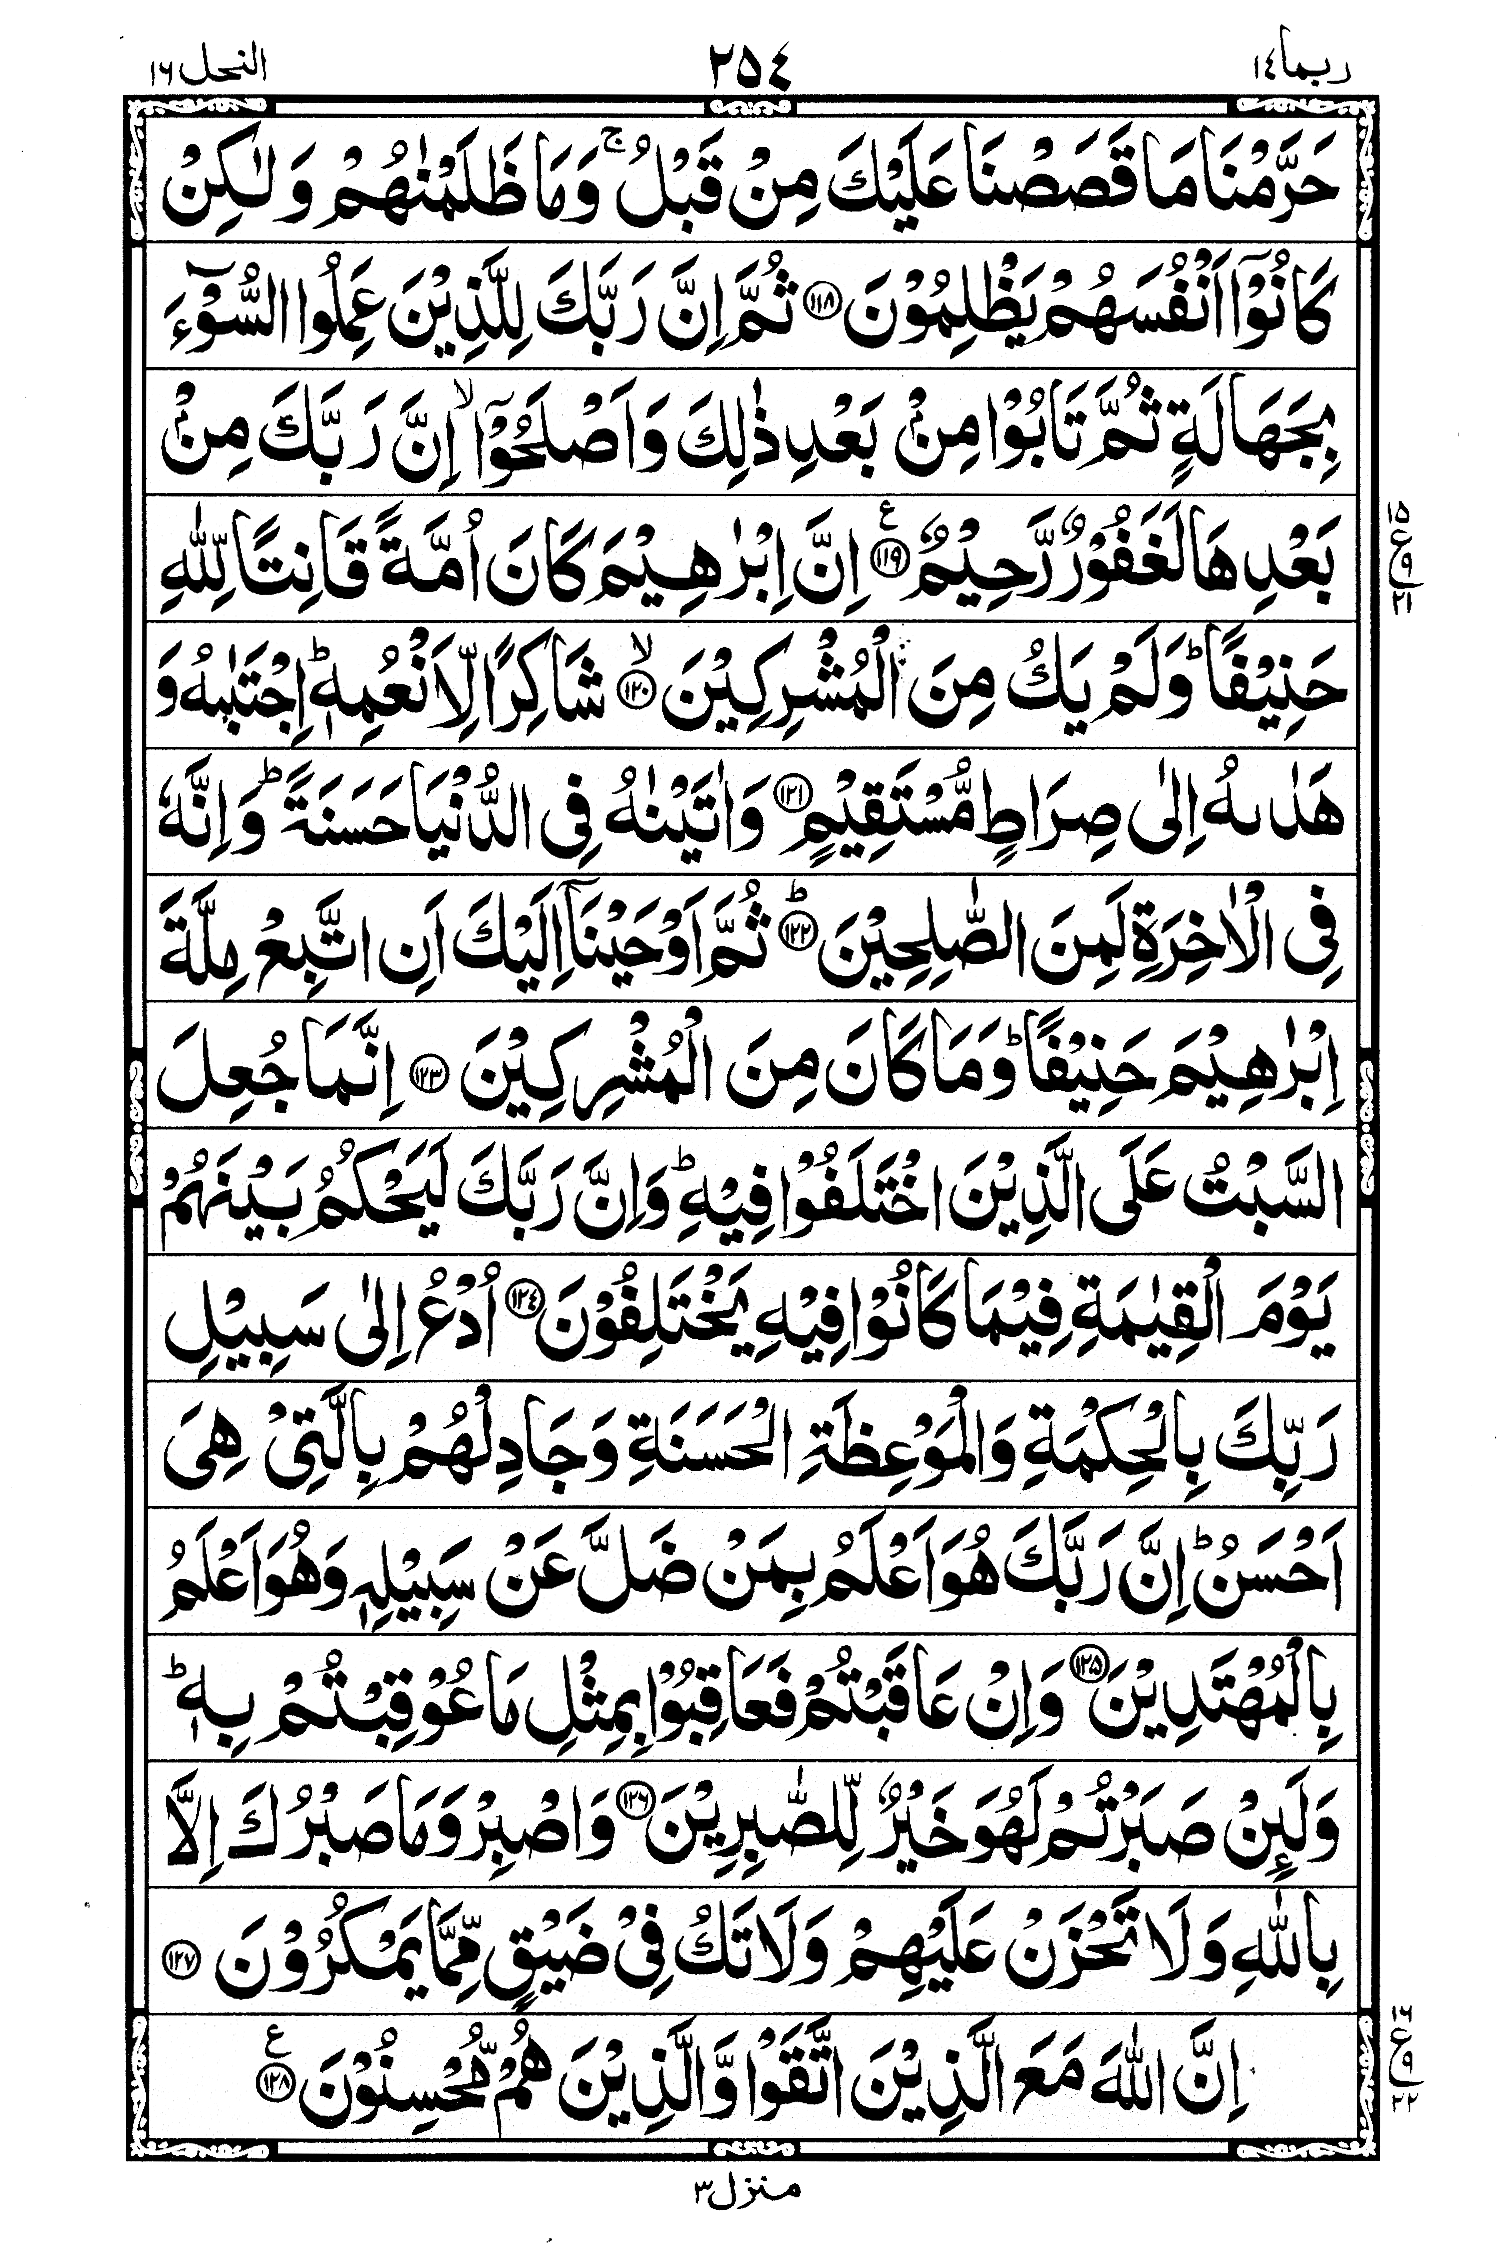 ربما ١٤
٢٥٤
النحل ١٦
حَرَّمْنَا مَا قَصَصْنَا عَلَيْكَ مِنْ قَبْلُ ۚ وَمَا ظَلَمْنٰهُمْ وَلٰكِنْ
كَانُوْۤا اَنْفُسَهُمْ يَظْلِمُوْنَ ﴿١١٨﴾ ثُمَّ اِنَّ رَبَّكَ لِلَّذِيْنَ عَمِلُوا السُّوْٓءَ
بِجَهَالَةٍ ثُمَّ تَابُوْا مِنْۢ بَعْدِ ذٰلِكَ وَاَصْلَحُوْۤا ۙ اِنَّ رَبَّكَ مِنْۢ
بَعْدِهَا لَغَفُوْرٌ رَّحِيْمٌ ﴿١١٩﴾ ع اِنَّ اِبْرٰهِيْمَ كَانَ اُمَّةً قَانِتًا لِّلّٰهِ
حَنِيْفًا ؕ وَلَمْ يَكُ مِنَ الْمُشْرِكِيْنَ ﴿١٢٠﴾ ۙ شَاكِرًا لِّاَنْعُمِهٖ ؕ اِجْتَبٰىهُ وَ
هَدٰىهُ اِلٰى صِرَاطٍ مُّسْتَقِيْمٍ ﴿١٢١﴾ وَاٰتَيْنٰهُ فِى الدُّنْيَا حَسَنَةً ؕ وَاِنَّهٗ
فِى الْاٰخِرَةِ لَمِنَ الصّٰلِحِيْنَ ﴿١٢٢﴾ ؕ ثُمَّ اَوْحَيْنَاۤ اِلَيْكَ اَنِ اتَّبِعْ مِلَّةَ
اِبْرٰهِيْمَ حَنِيْفًا ؕ وَمَا كَانَ مِنَ الْمُشْرِكِيْنَ ﴿١٢٣﴾ اِنَّمَا جُعِلَ
السَّبْتُ عَلَى الَّذِيْنَ اخْتَلَفُوْا فِيْهِ ؕ وَاِنَّ رَبَّكَ لَيَحْكُمُ بَيْنَهُمْ
يَوْمَ الْقِيٰمَةِ فِيْمَا كَانُوْا فِيْهِ يَخْتَلِفُوْنَ ﴿١٢٤﴾ اُدْعُ اِلٰى سَبِيْلِ
رَبِّكَ بِالْحِكْمَةِ وَالْمَوْعِظَةِ الْحَسَنَةِ وَجَادِلْهُمْ بِالَّتِىْ هِىَ
اَحْسَنُ ؕ اِنَّ رَبَّكَ هُوَ اَعْلَمُ بِمَنْ ضَلَّ عَنْ سَبِيْلِهٖ وَهُوَ اَعْلَمُ
بِالْمُهْتَدِيْنَ ﴿١٢٥﴾ وَاِنْ عَاقَبْتُمْ فَعَاقِبُوْا بِمِثْلِ مَا عُوْقِبْتُمْ بِهٖ ؕ
وَلَئِنْ صَبَرْتُمْ لَهُوَ خَيْرٌ لِّلصّٰبِرِيْنَ ﴿١٢٦﴾ وَاصْبِرْ وَمَا صَبْرُكَ اِلَّا
بِاللّٰهِ وَلَا تَحْزَنْ عَلَيْهِمْ وَلَا تَكُ فِىْ ضَيْقٍ مِّمَّا يَمْكُرُوْنَ ﴿١٢٧﴾
اِنَّ اللّٰهَ مَعَ الَّذِيْنَ اتَّقَوْا وَّالَّذِيْنَ هُمْ مُّحْسِنُوْنَ ﴿١٢٨﴾ ع
١٥
ع ٩
٢١
١٦
ع ٩
٢٢
منزل ٣